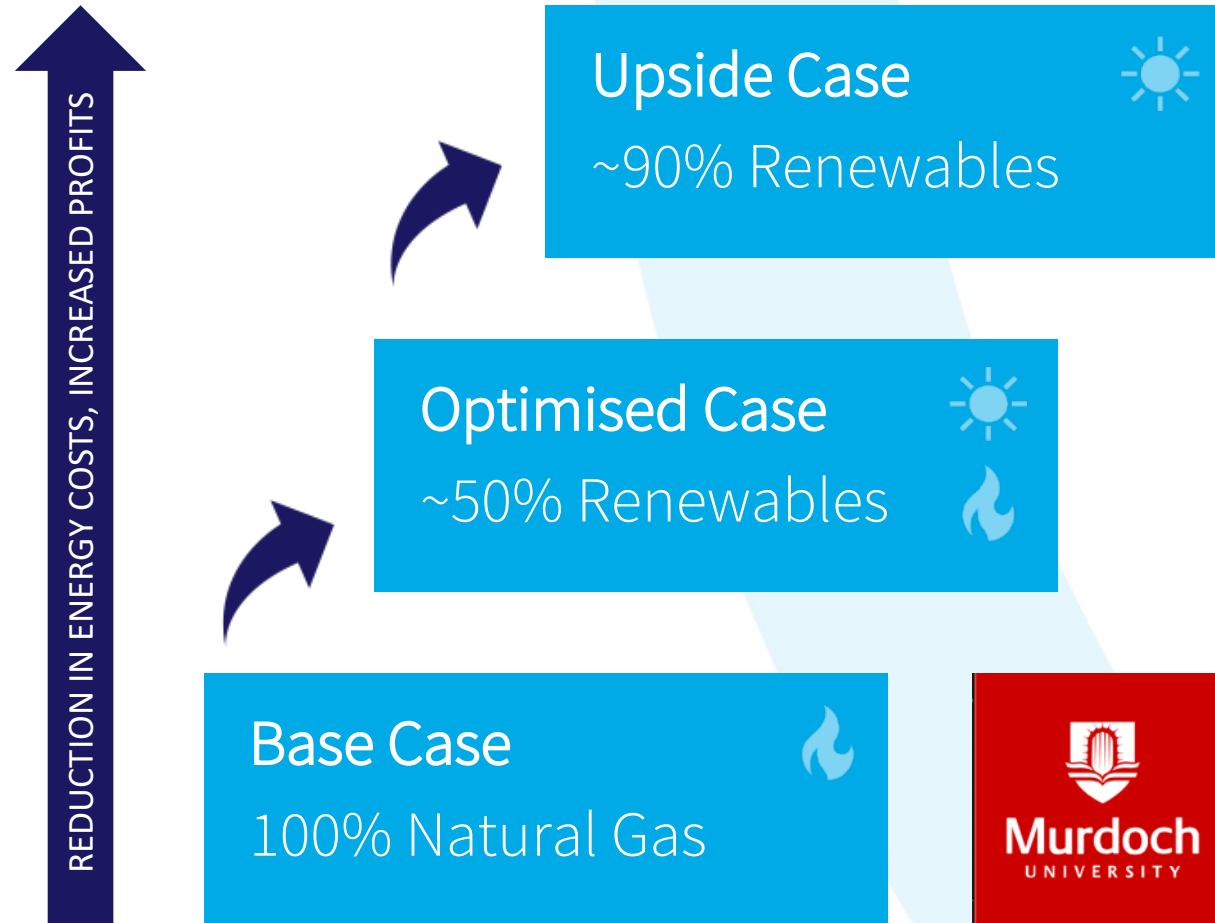 REDUCTION IN ENERGY COSTS, INCREASED PROFITS
Upside Case
~90% Renewables
Optimised Case
~50% Renewables
Base Case
100% Natural Gas
Murdoch
UNIVERSITY